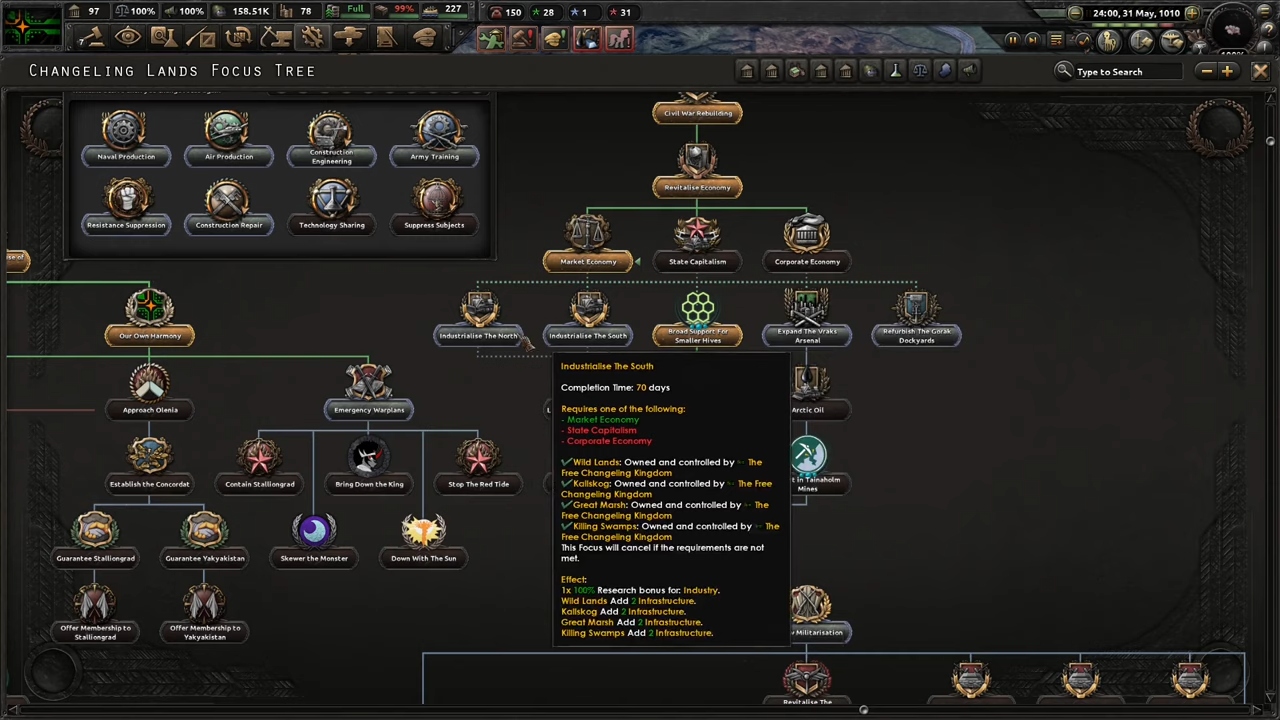 97 100% 100% 158.51K 78 Full 99% 227 150 28 1 31 24:00, 31 May, 1010
7
Changeling Lands Focus Tree
Type to Search
Civil War Rebuilding
Naval Production
Air Production
Construction
Engineering
Army Training
Revitalise Economy
Resistance Suppression
Construction Repair
Technology Sharing
Suppress Subjects
Market Economy
State Capitalism
Corporate Economy
Our Own Harmony
Industrialise The North
Industrialise The South
Broad Support For
Smaller Hives
Expand The Vraks
Arsenal
Refurbish The Gorak
Dockyards
Approach Olenia
Emergency Warplans
Arctic Oil
Industrialise The South
Completion Time: 70 days
Requires one of the following:
- Market Economy
- State Capitalism
- Corporate Economy
Wild Lands: Owned and controlled by The
Free Changeling Kingdom
Kallskog: Owned and controlled by The Free
Changeling Kingdom
Great Marsh: Owned and controlled by The
Free Changeling Kingdom
Killing Swamps: Owned and controlled by The
Free Changeling Kingdom
This Focus will cancel if the requirements are not
met.
Effect:
1x 100% Research bonus for: Industry.
Wild Lands Add 2 Infrastructure.
Kallskog Add 2 Infrastructure.
Great Marsh Add 2 Infrastructure.
Killing Swamps Add 2 Infrastructure.
Establish the Concordat
Contain Stalliongrad
Bring Down the King
Stop The Red Tide
t in Tainaholm
Mines
Guarantee Stalliongrad
Guarantee Yakyakistan
Skewer the Monster
Down With The Sun
Offer Membership to
Stalliongrad
Offer Membership to
Yakyakistan
Militarisation
Revitalise The